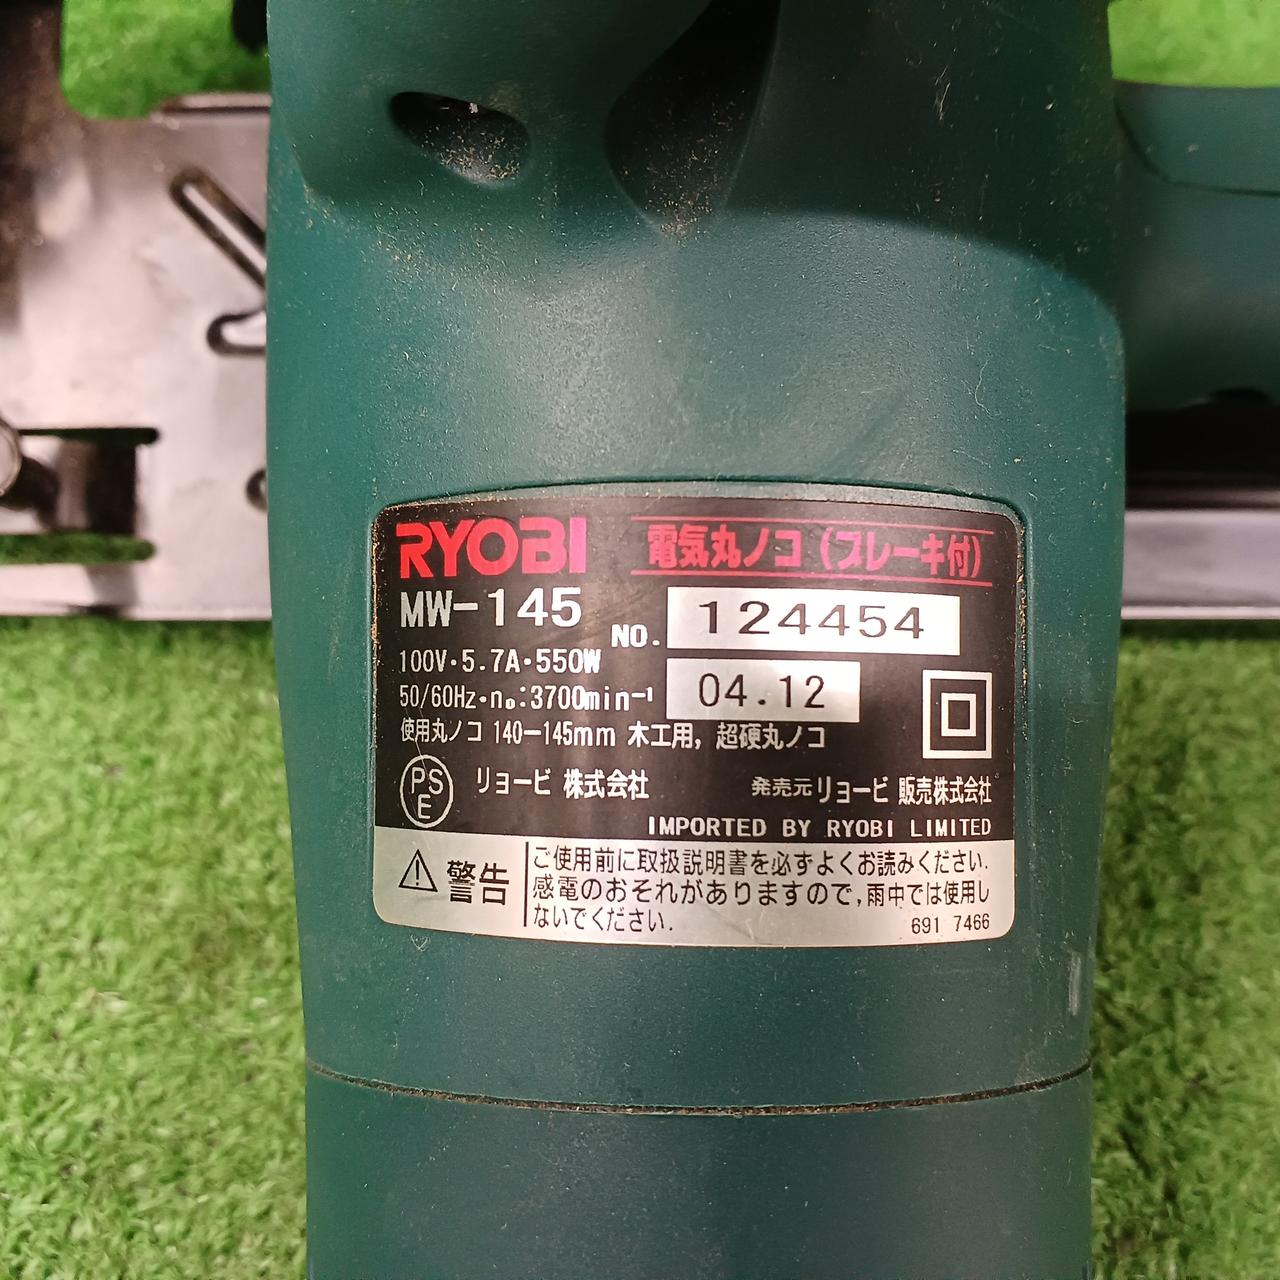 RYOBI 電気丸ノコ(ブレーキ付)
MW-145 NO. 124454
100V・5.7A・550W
50/60Hz・n₀:3700min⁻¹ 04.12
使用丸ノコ 140-145mm 木工用, 超硬丸ノコ
PSE リョービ 株式会社 発売元リョービ 販売株式会社
IMPORTED BY RYOBI LIMITED
警告 ご使用前に取扱説明書を必ずよくお読みください.
感電のおそれがありますので,雨中では使用し
ないでください. 691 7466